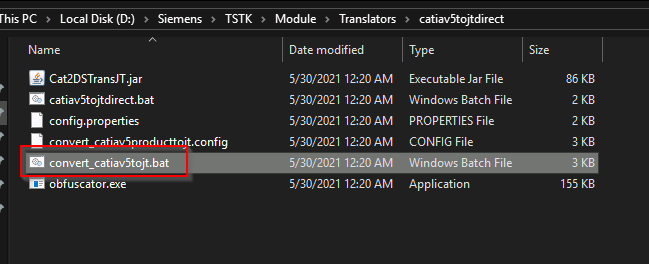 This PC > Local Disk (D:) > Siemens > TSTK > Module > Translators > catiav5tojtdirect
Name Date modified Type Size
Cat2DSTransJT.jar 5/30/2021 12:20 AM Executable Jar File 86 KB
catiav5tojtdirect.bat 5/30/2021 12:20 AM Windows Batch File 2 KB
config.properties 5/30/2021 12:20 AM PROPERTIES File 2 KB
convert_catiav5producttojt.config 5/30/2021 12:20 AM CONFIG File 3 KB
convert_catiav5tojt.bat 5/30/2021 12:20 AM Windows Batch File 3 KB
obfuscator.exe 5/30/2021 12:20 AM Application 155 KB